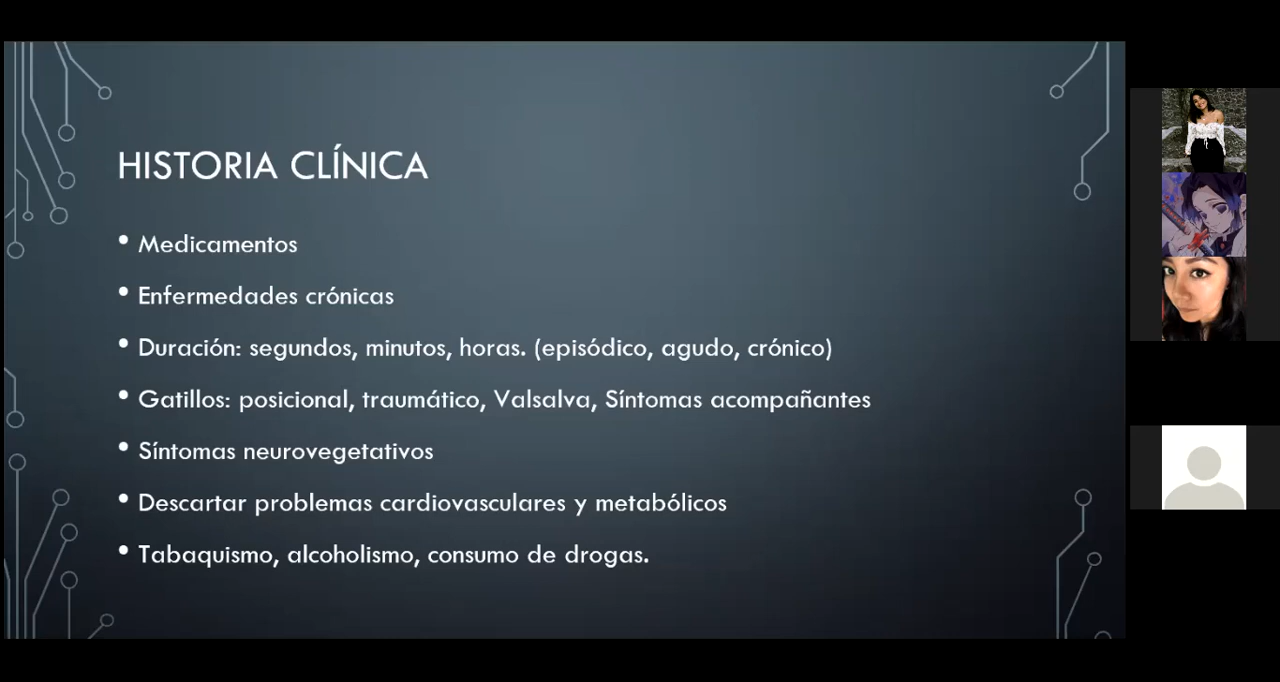 HISTORIA CLÍNICA
• Medicamentos
• Enfermedades crónicas
• Duración: segundos, minutos, horas. (episódico, agudo, crónico)
• Gatillos: posicional, traumático, Valsalva, Síntomas acompañantes
• Síntomas neurovegetativos
• Descartar problemas cardiovasculares y metabólicos
• Tabaquismo, alcoholismo, consumo de drogas.